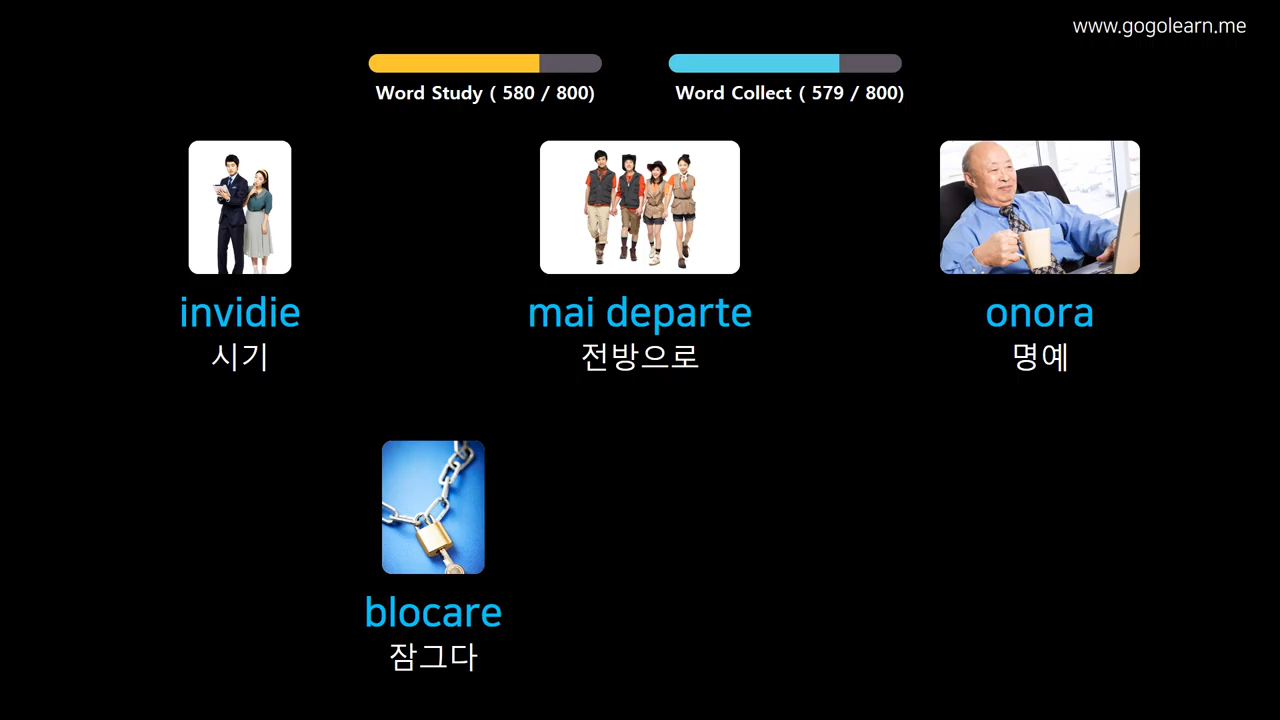 www.gogolearn.me
Word Study ( 580 / 800)
Word Collect ( 579 / 800)
invidie
시기
mai departe
전방으로
onora
명예
blocare
잠그다